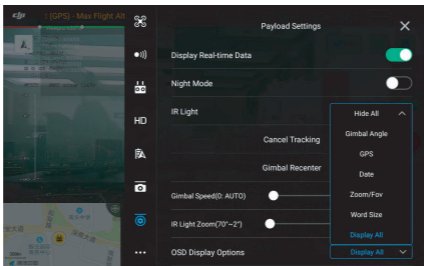 dji
! (GPS) - Max Flight Alt
Payload Settings
Display Real-time Data
Night Mode
IR Light
Hide All
Gimbal Angle
Cancel Tracking
GPS
HD
Date
Gimbal Recenter
Zoom/Fov
Gimbal Speed(0: AUTO)
Word Size
IR Light Zoom(70°~2°)
Display All
OSD Display Options
Display All